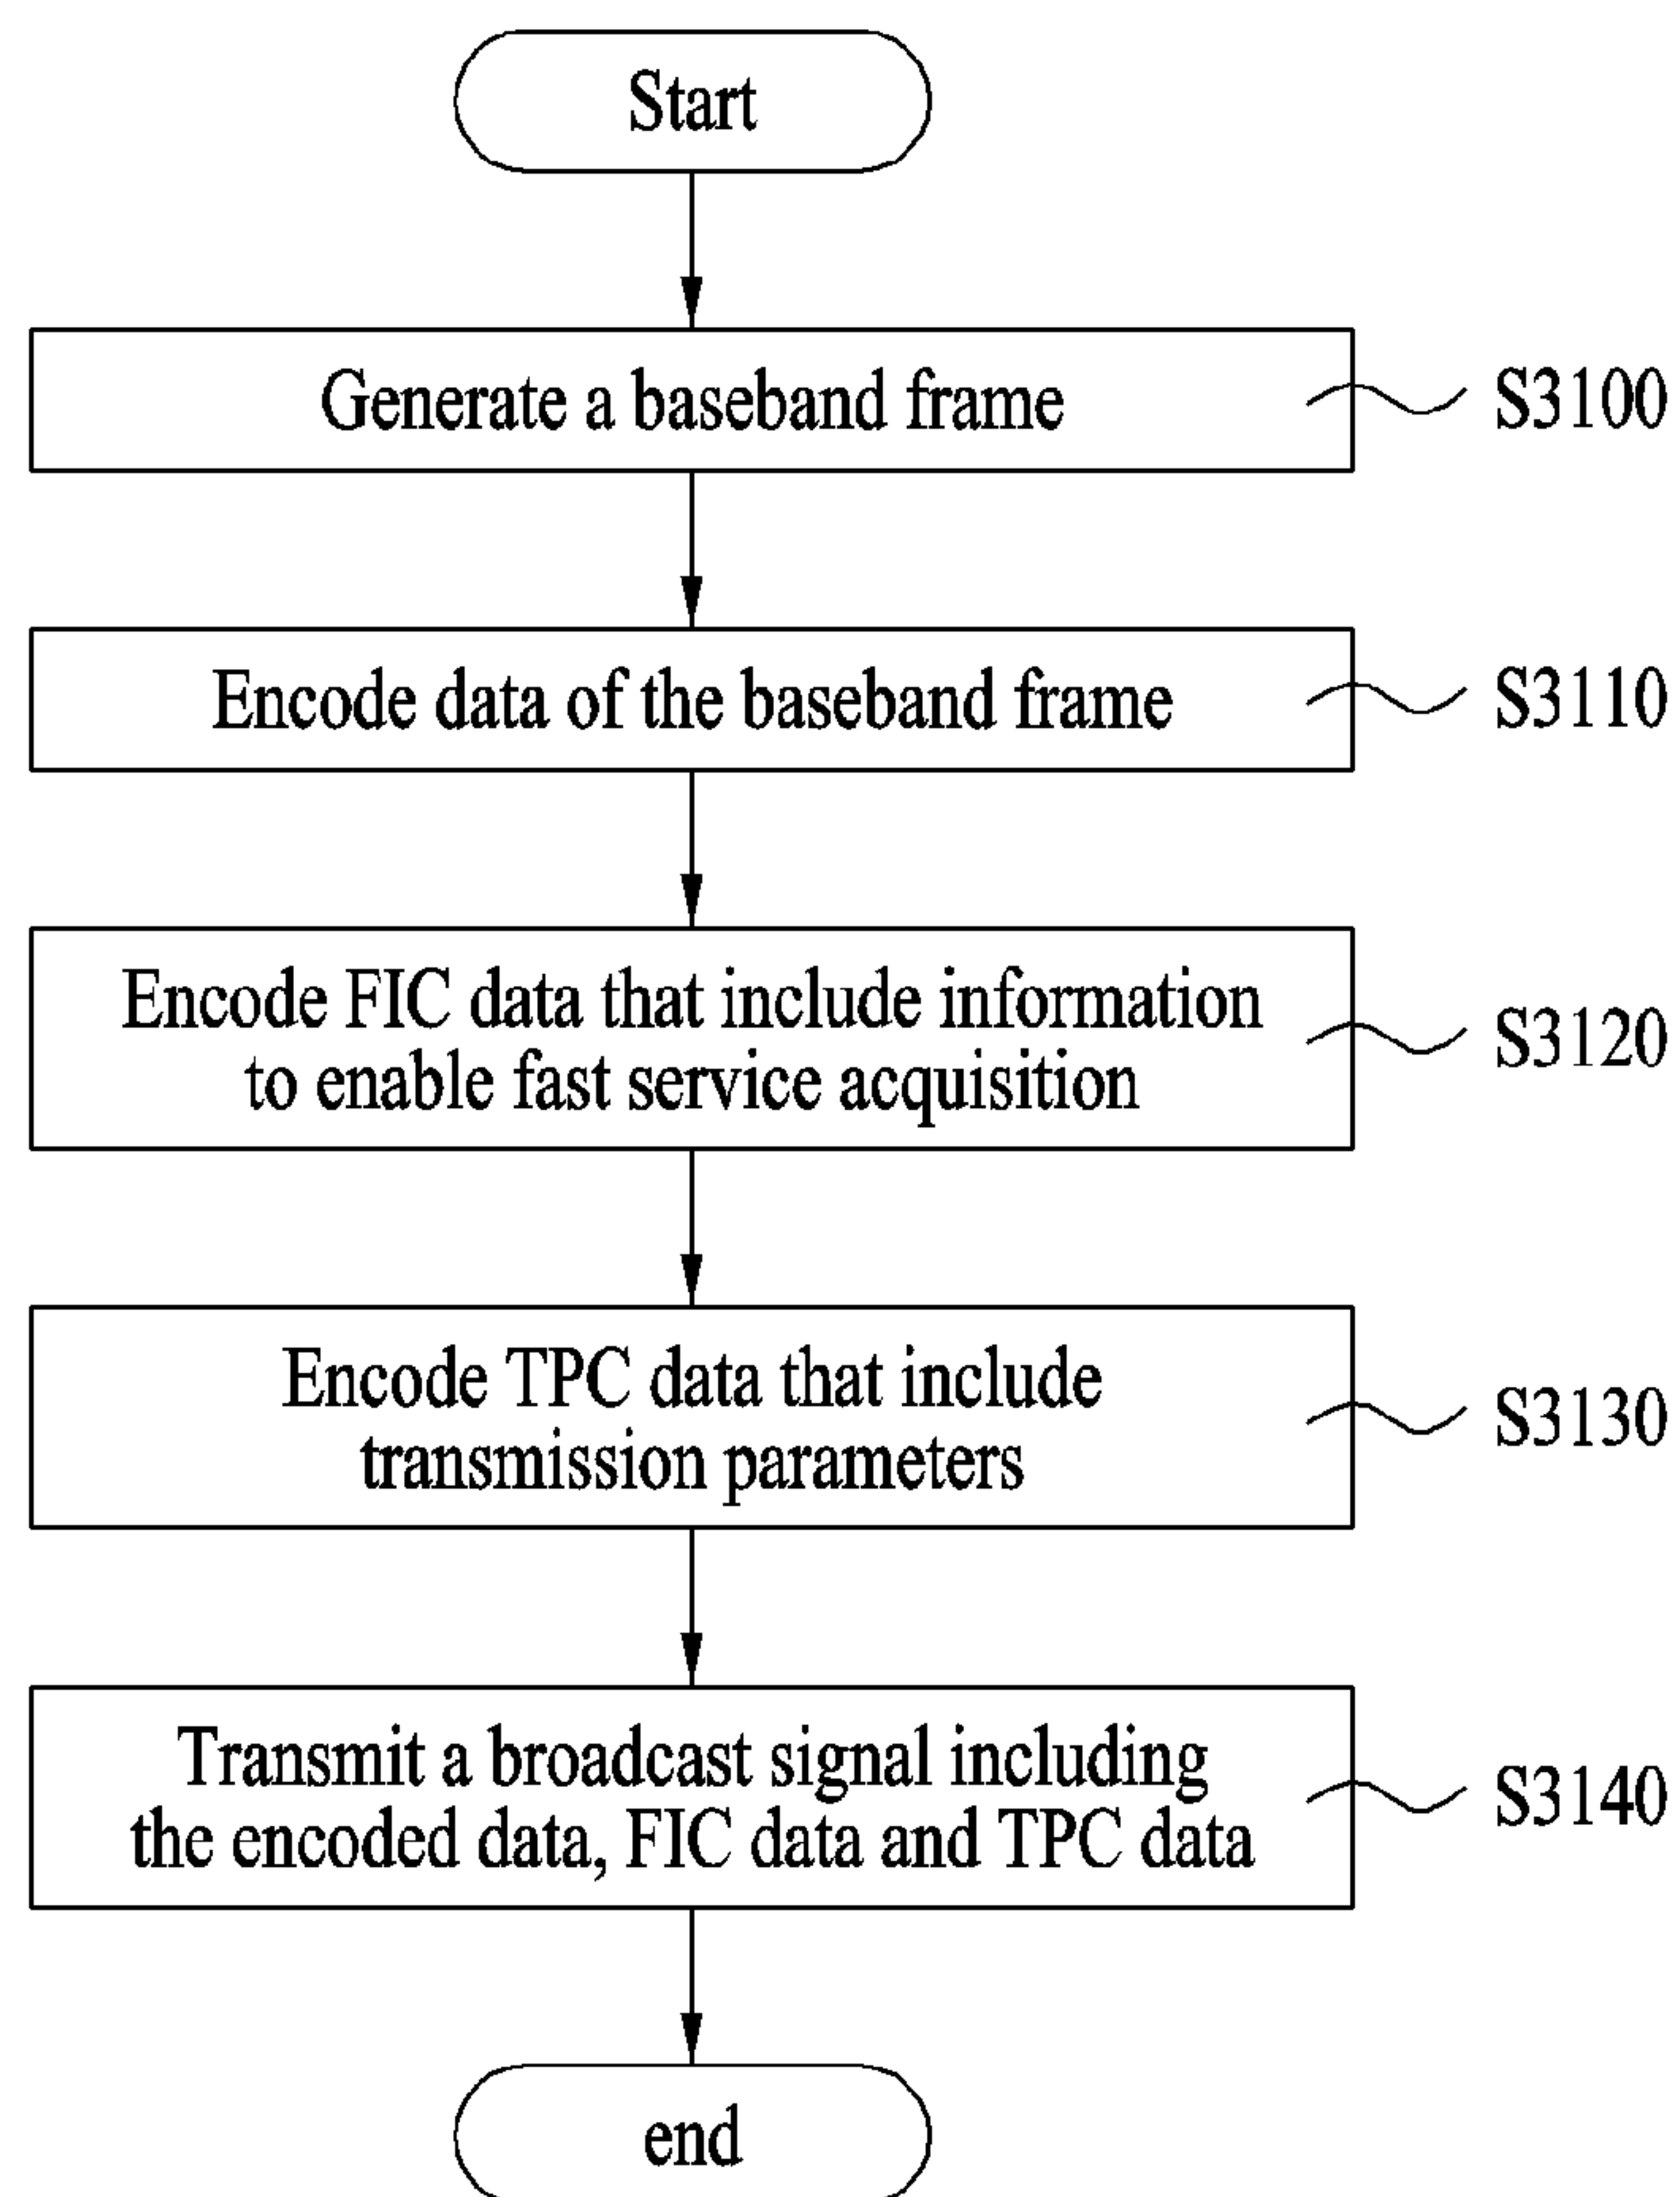 Start
Generate a baseband frame
S3100
Encode data of the baseband frame
S3110
Encode FIC data that include information
to enable fast service acquisition
S3120
Encode TPC data that include
transmission parameters
S3130
Transmit a broadcast signal including
the encoded data, FIC data and TPC data
S3140
end